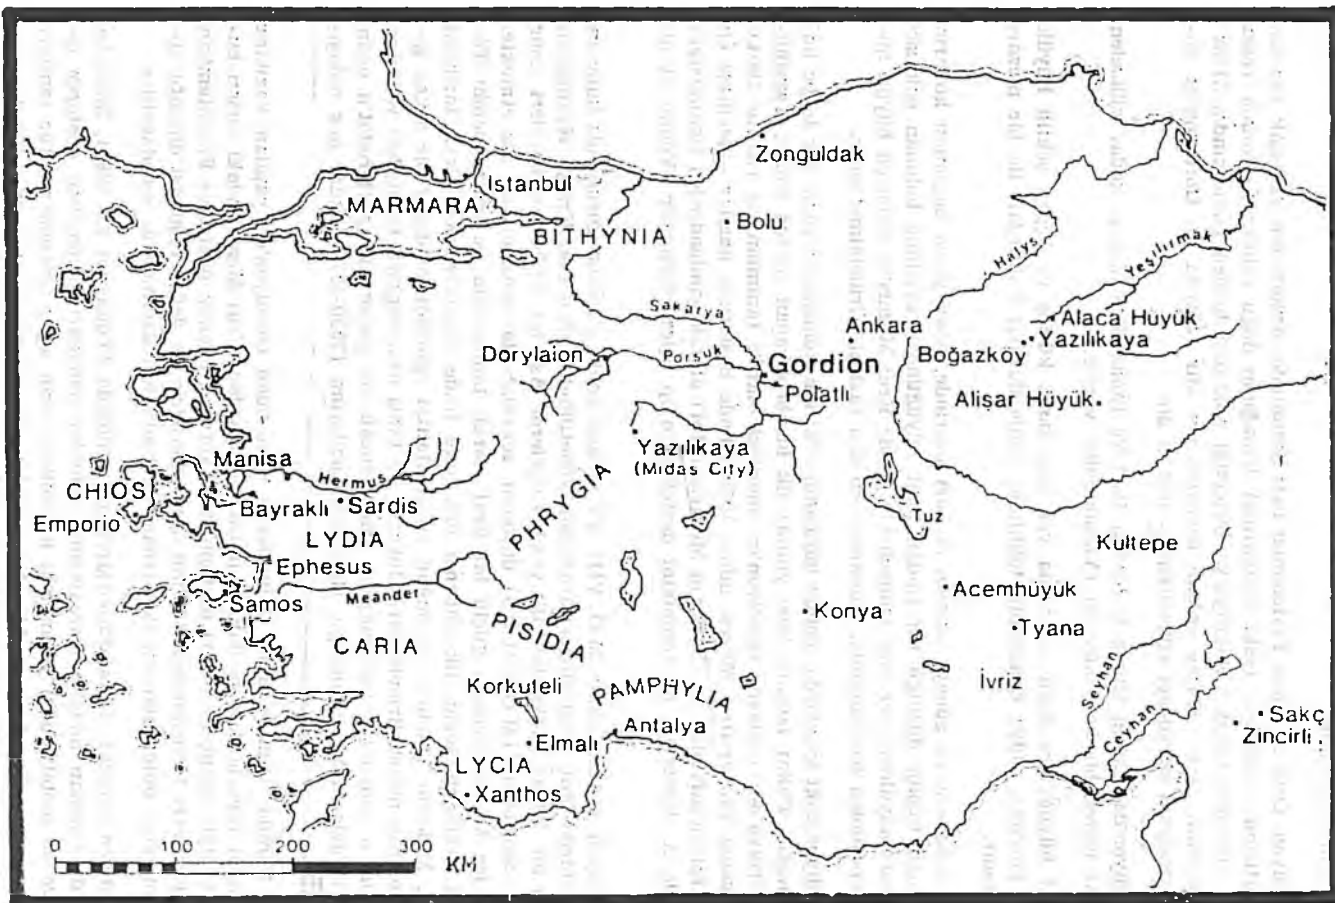 Zonguldak
Istanbul
MARMARA
BITHYNIA
Bolu
Halys
Yeşilırmak
Sakarya
Ankara
Alaca Hüyük
Yazılıkaya
Boğazköy
Dorylaion
Porsuk
Gordion
Polatlı
Alişar Hüyük
Yazılıkaya
(Midas City)
Manisa
Hermus
CHIOS
Bayraklı
Sardis
PHRYGIA
Emporio
Tuz
LYDIA
Kültepe
Ephesus
Meander
Samos
Acemhüyük
Konya
PISIDIA
Tyana
CARIA
Seyhan
İvriz
Korkuteli
PAMPHYLIA
Ceyhan
Antalya
Sakç
Zincirli
Elmalı
LYCIA
Xanthos
0 100 200 300 KM